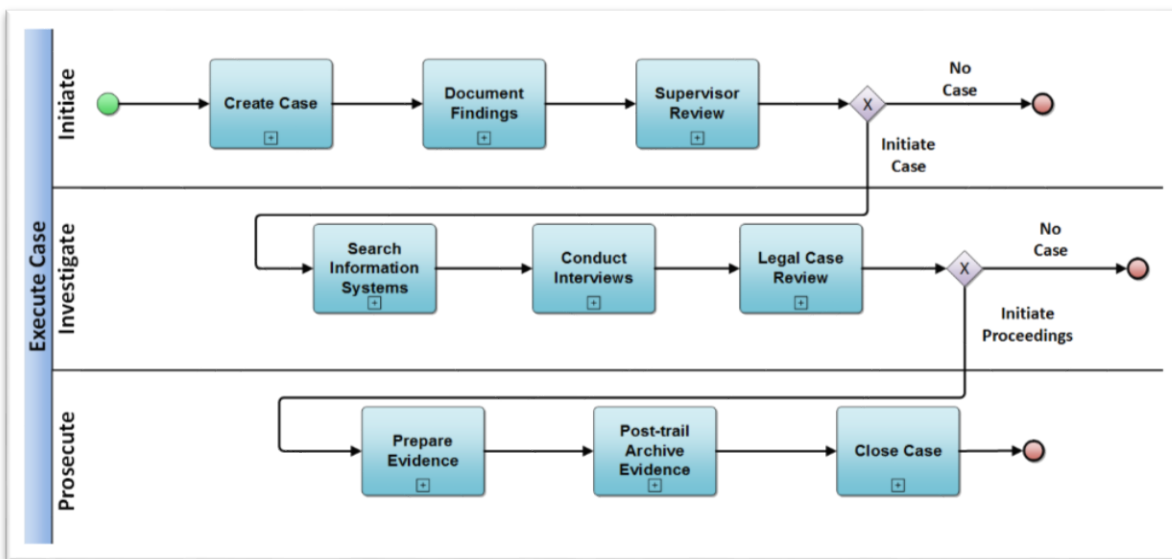 Execute Case
Initiate
Create Case
Document
Findings
Supervisor
Review
X
No
Case
Initiate
Case
Investigate
Search
Information
Systems
Conduct
Interviews
Legal Case
Review
X
No
Case
Initiate
Proceedings
Prosecute
Prepare
Evidence
Post-trail
Archive
Evidence
Close Case